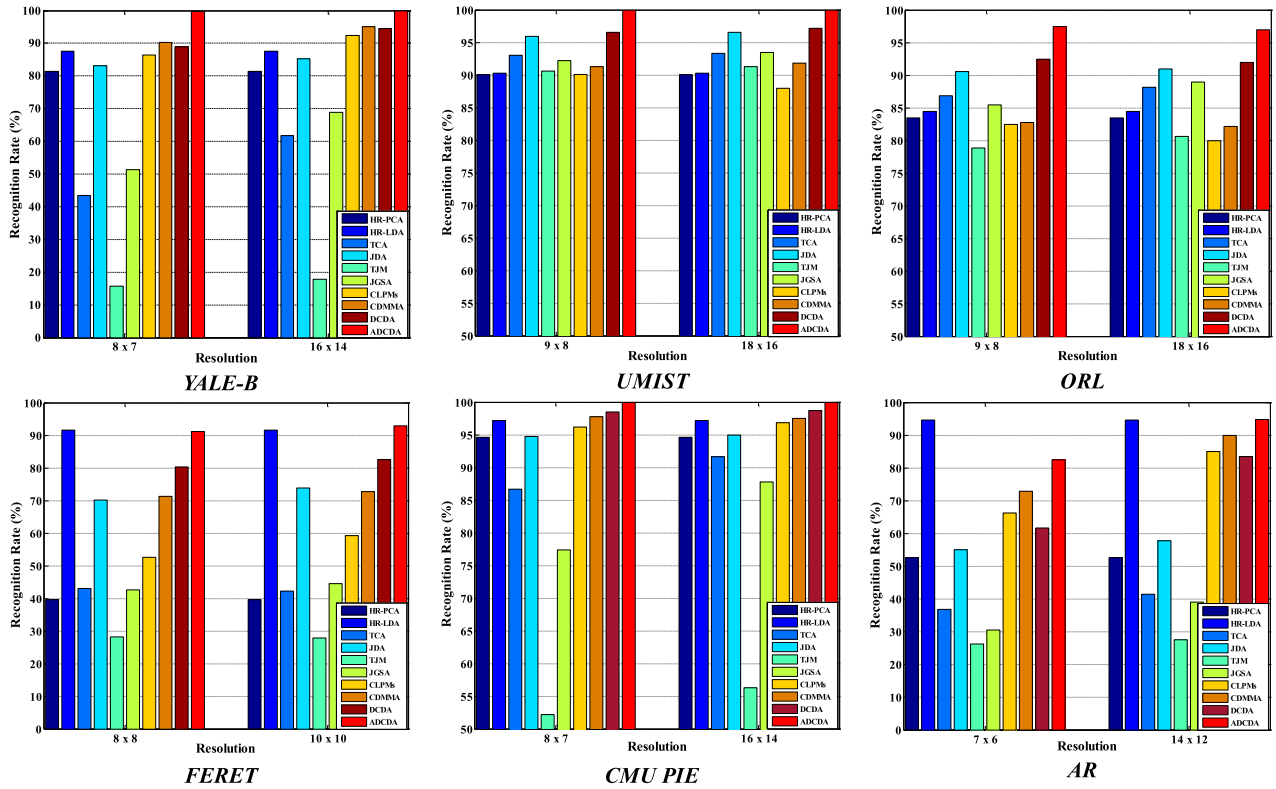 Recognition Rate (%)
100
90
80
70
60
50
40
30
20
10
0
HR-PCA
HR-LDA
TCA
JDA
TJM
JGSA
CLPMs
CDMMA
DCDA
ADCDA
8 x 7
16 x 14
Resolution
YALE-B
Recognition Rate (%)
100
95
90
85
80
75
70
65
60
55
50
HR-PCA
HR-LDA
TCA
JDA
TJM
JGSA
CLPMs
CDMMA
DCDA
ADCDA
9 x 8
18 x 16
Resolution
UMIST
Recognition Rate (%)
100
95
90
85
80
75
70
65
60
55
50
HR-PCA
HR-LDA
TCA
JDA
TJM
JGSA
CLPMs
CDMMA
DCDA
ADCDA
9 x 8
18 x 16
Resolution
ORL
Recognition Rate (%)
100
90
80
70
60
50
40
30
20
10
0
HR-PCA
HR-LDA
TCA
JDA
TJM
JGSA
CLPMs
CDMMA
DCDA
ADCDA
8 x 8
10 x 10
Resolution
FERET
Recognition Rate (%)
100
95
90
85
80
75
70
65
60
55
50
HR-PCA
HR-LDA
TCA
JDA
TJM
JGSA
CLPMs
CDMMA
DCDA
ADCDA
8 x 7
16 x 14
Resolution
CMU PIE
Recognition Rate (%)
100
90
80
70
60
50
40
30
20
10
0
HR-PCA
HR-LDA
TCA
JDA
TJM
JGSA
CLPMs
CDMMA
DCDA
ADCDA
7 x 6
14 x 12
Resolution
AR